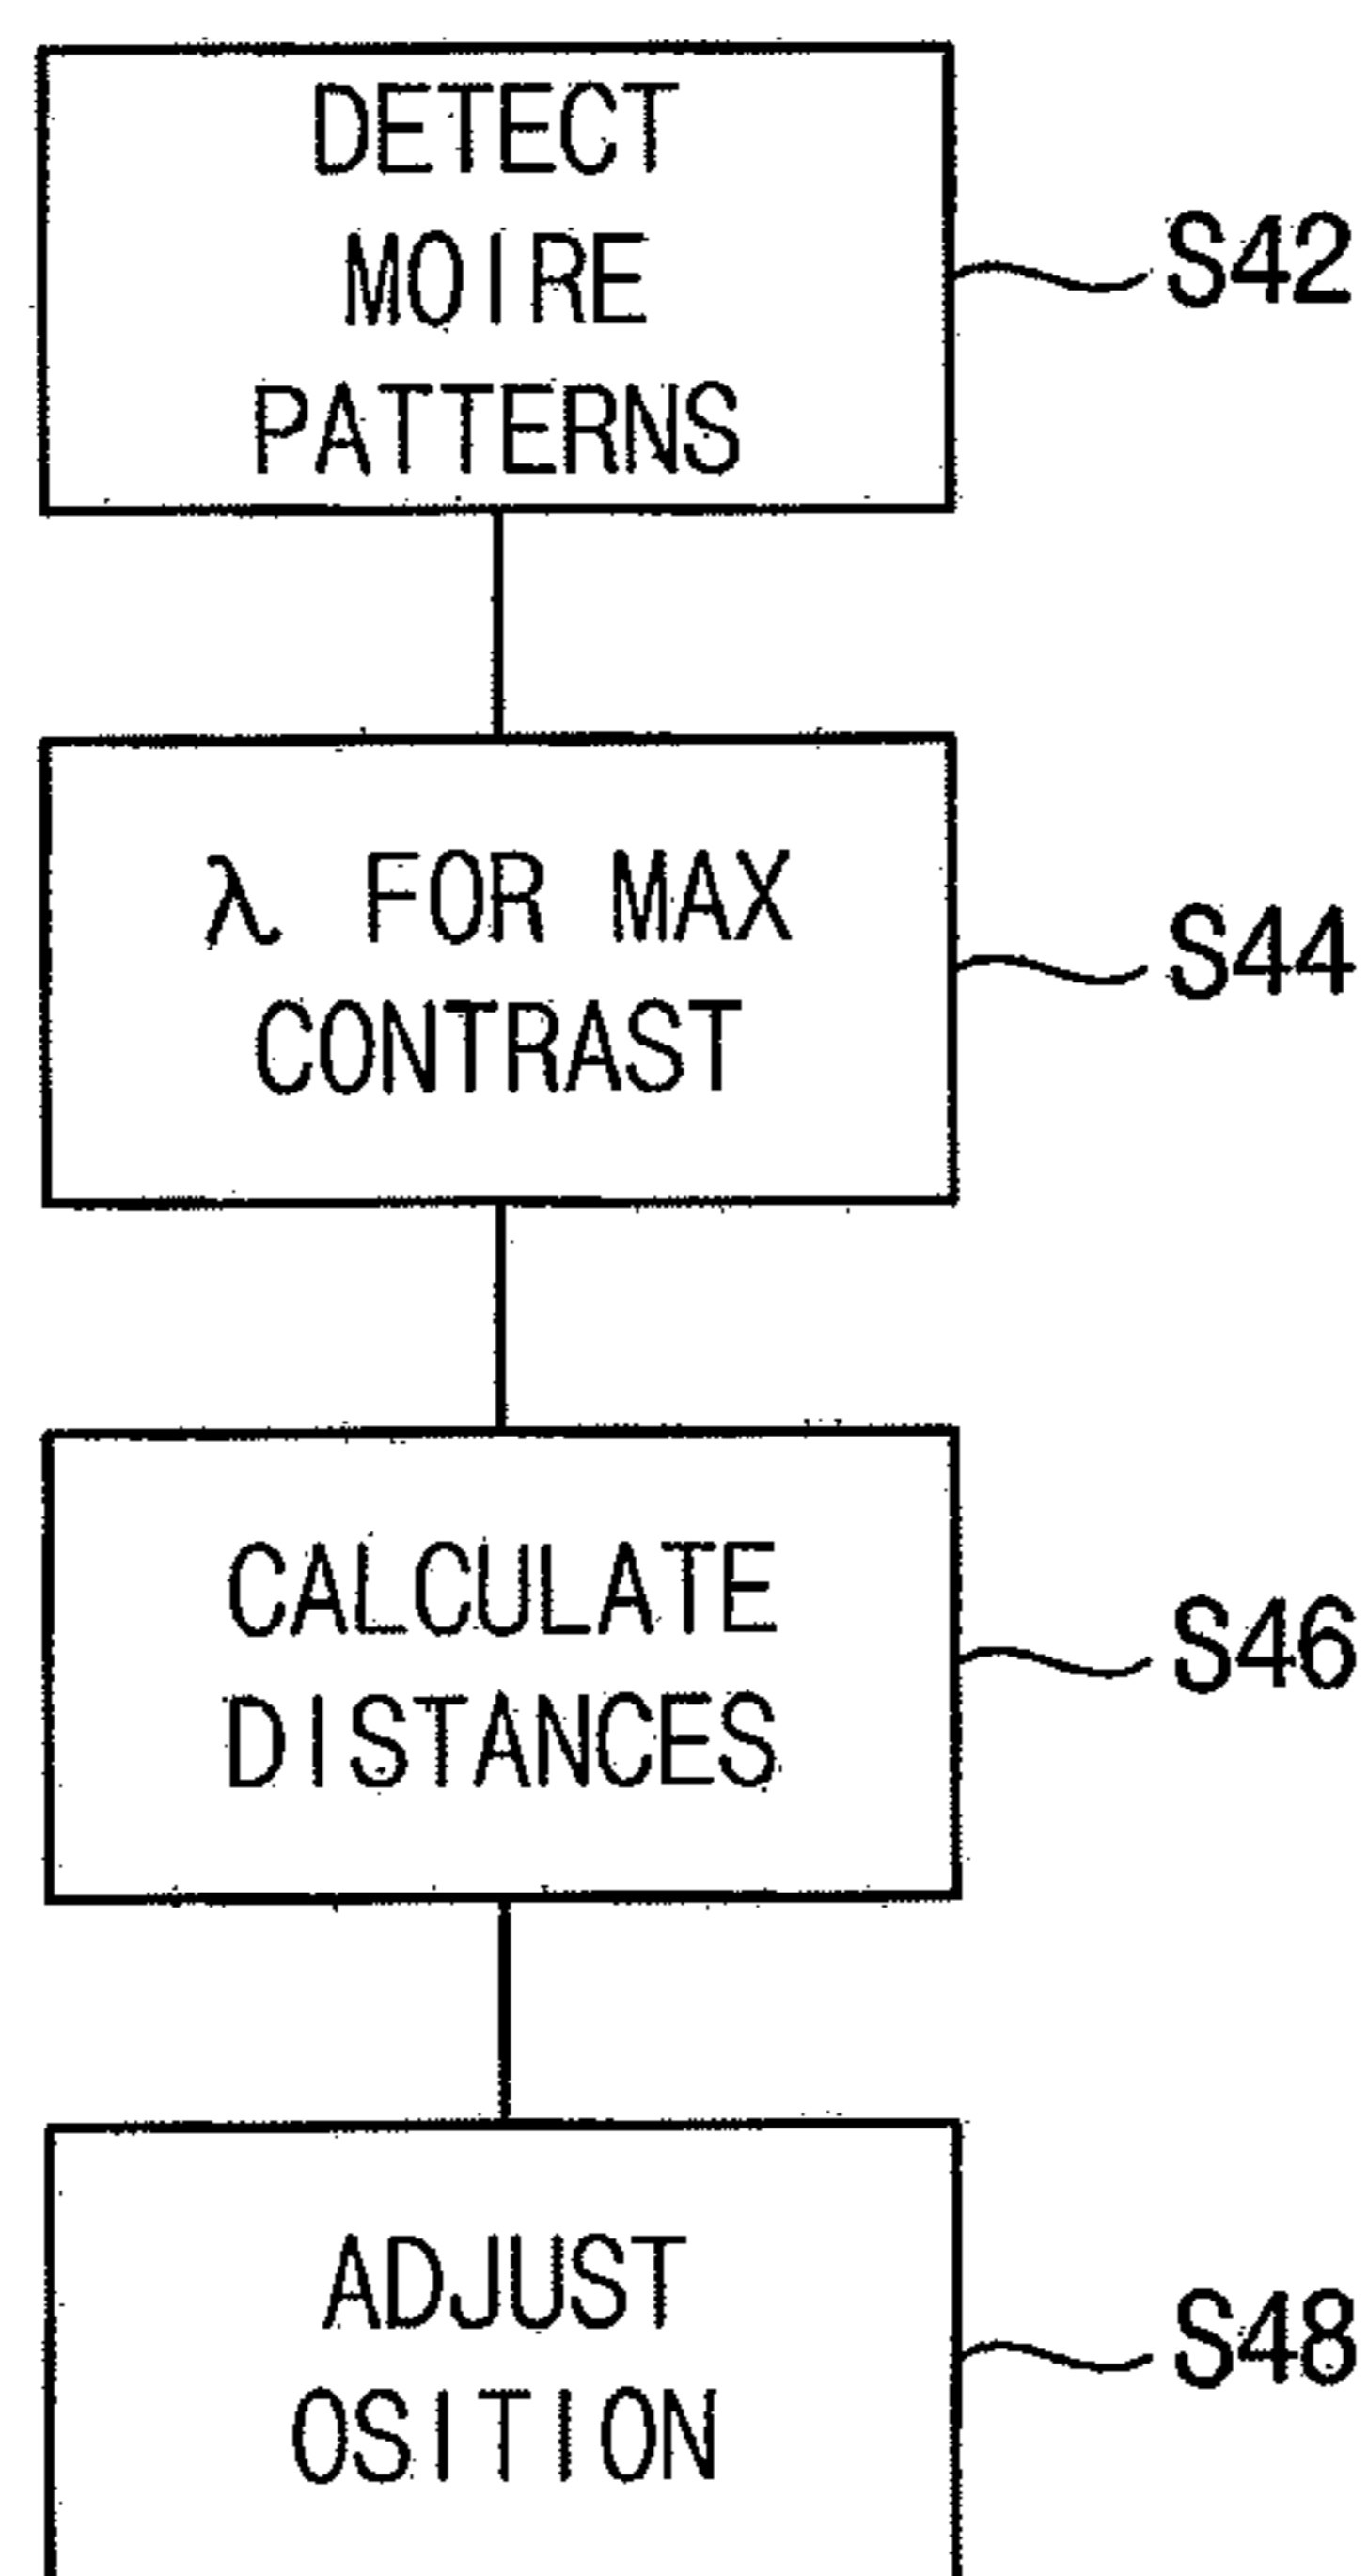 DETECT
MOIRE
PATTERNS
S42
λ FOR MAX
CONTRAST
S44
CALCULATE
DISTANCES
S46
ADJUST
OSITION
S48